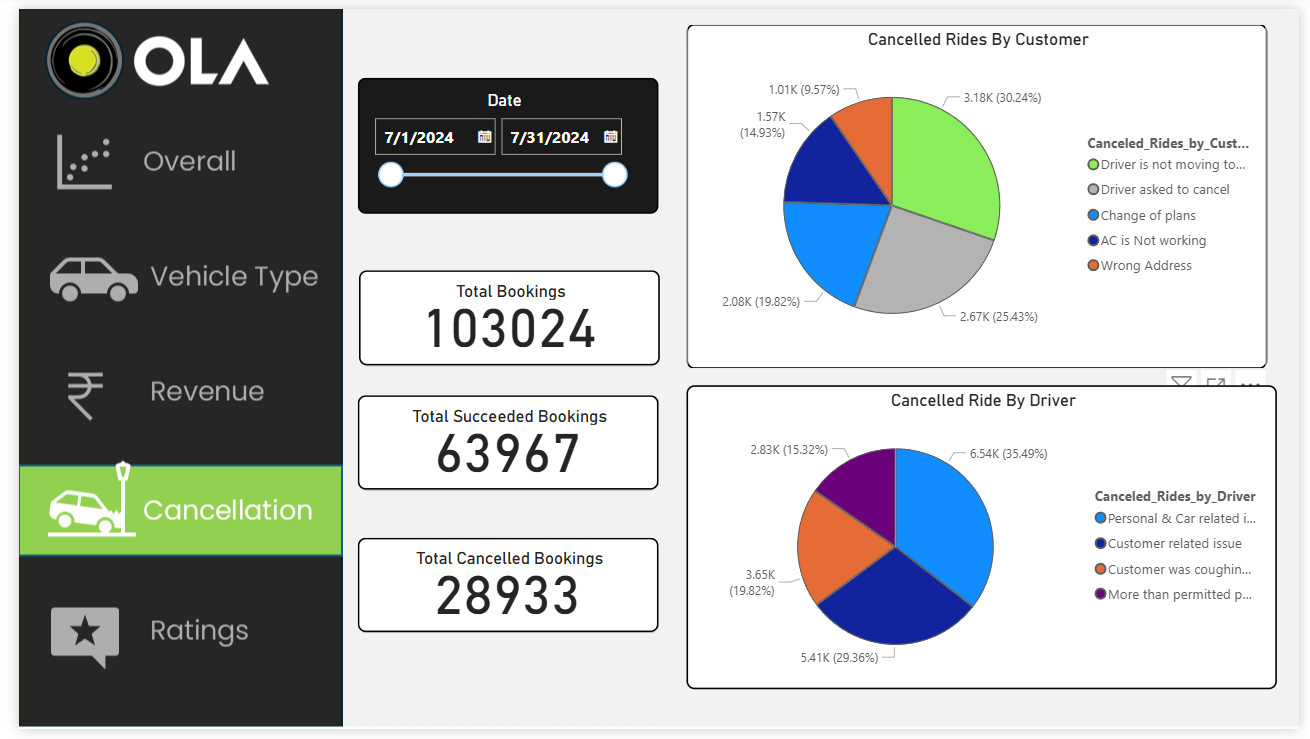 OLA
Overall
Vehicle Type
Revenue
Cancellation
Ratings
Date
7/1/2024
7/31/2024
Total Bookings
103024
Total Succeeded Bookings
63967
Total Cancelled Bookings
28933
Cancelled Rides By Customer
1.01K (9.57%)
3.18K (30.24%)
1.57K
(14.93%)
2.08K (19.82%)
2.67K (25.43%)
Canceled_Rides_by_Cust...
Driver is not moving to...
Driver asked to cancel
Change of plans
AC is Not working
Wrong Address
Cancelled Ride By Driver
2.83K (15.32%)
6.54K (35.49%)
3.65K
(19.82%)
5.41K (29.36%)
Canceled_Rides_by_Driver
Personal & Car related i...
Customer related issue
Customer was coughin...
More than permitted p...